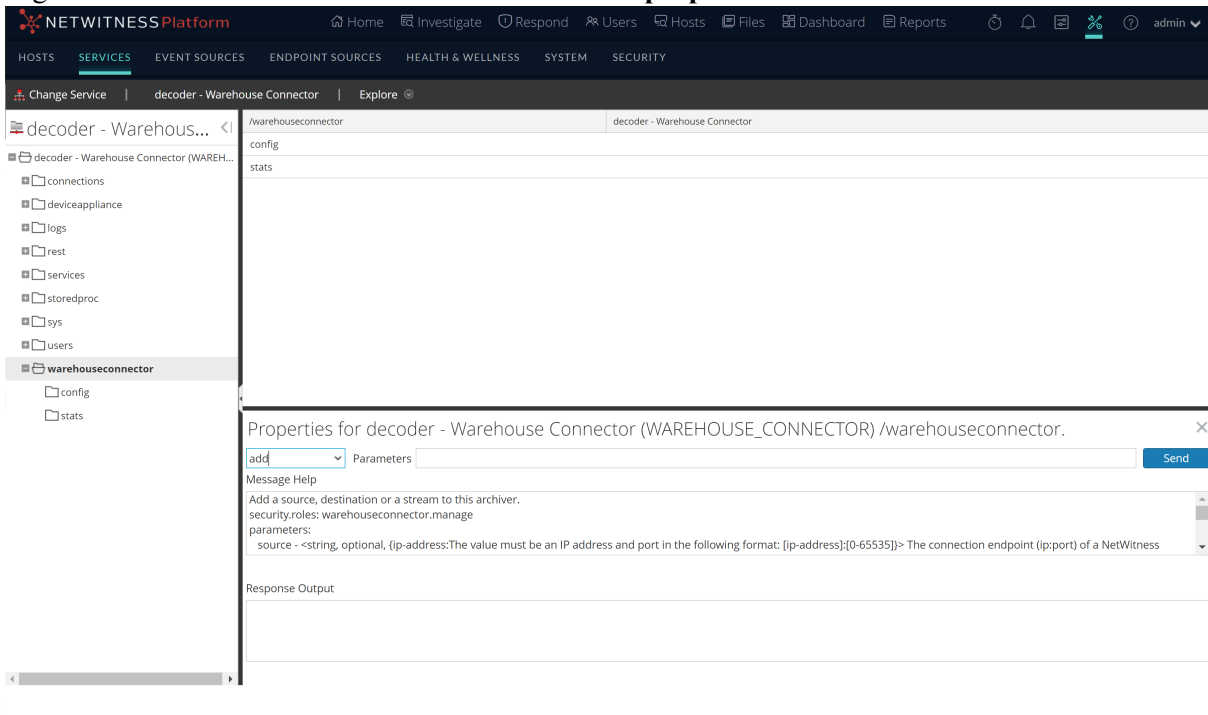 NETWITNESS Platform Home Investigate Respond Users Hosts Files Dashboard Reports admin
HOSTS SERVICES EVENT SOURCES ENDPOINT SOURCES HEALTH & WELLNESS SYSTEM SECURITY
Change Service | decoder - Warehouse Connector | Explore
decoder - Warehous...
/warehouseconnector decoder - Warehouse Connector
config
stats
decoder - Warehouse Connector (WAREH...
connections
deviceappliance
logs
rest
services
storedproc
sys
users
warehouseconnector
config
stats
Properties for decoder - Warehouse Connector (WAREHOUSE_CONNECTOR) /warehouseconnector.
add Parameters Send
Message Help
Add a source, destination or a stream to this archiver.
security.roles: warehouseconnector.manage
parameters:
source - <string, optional, {ip-address:The value must be an IP address and port in the following format: [ip-address]:[0-65535]}> The connection endpoint (ip:port) of a NetWitness
Response Output